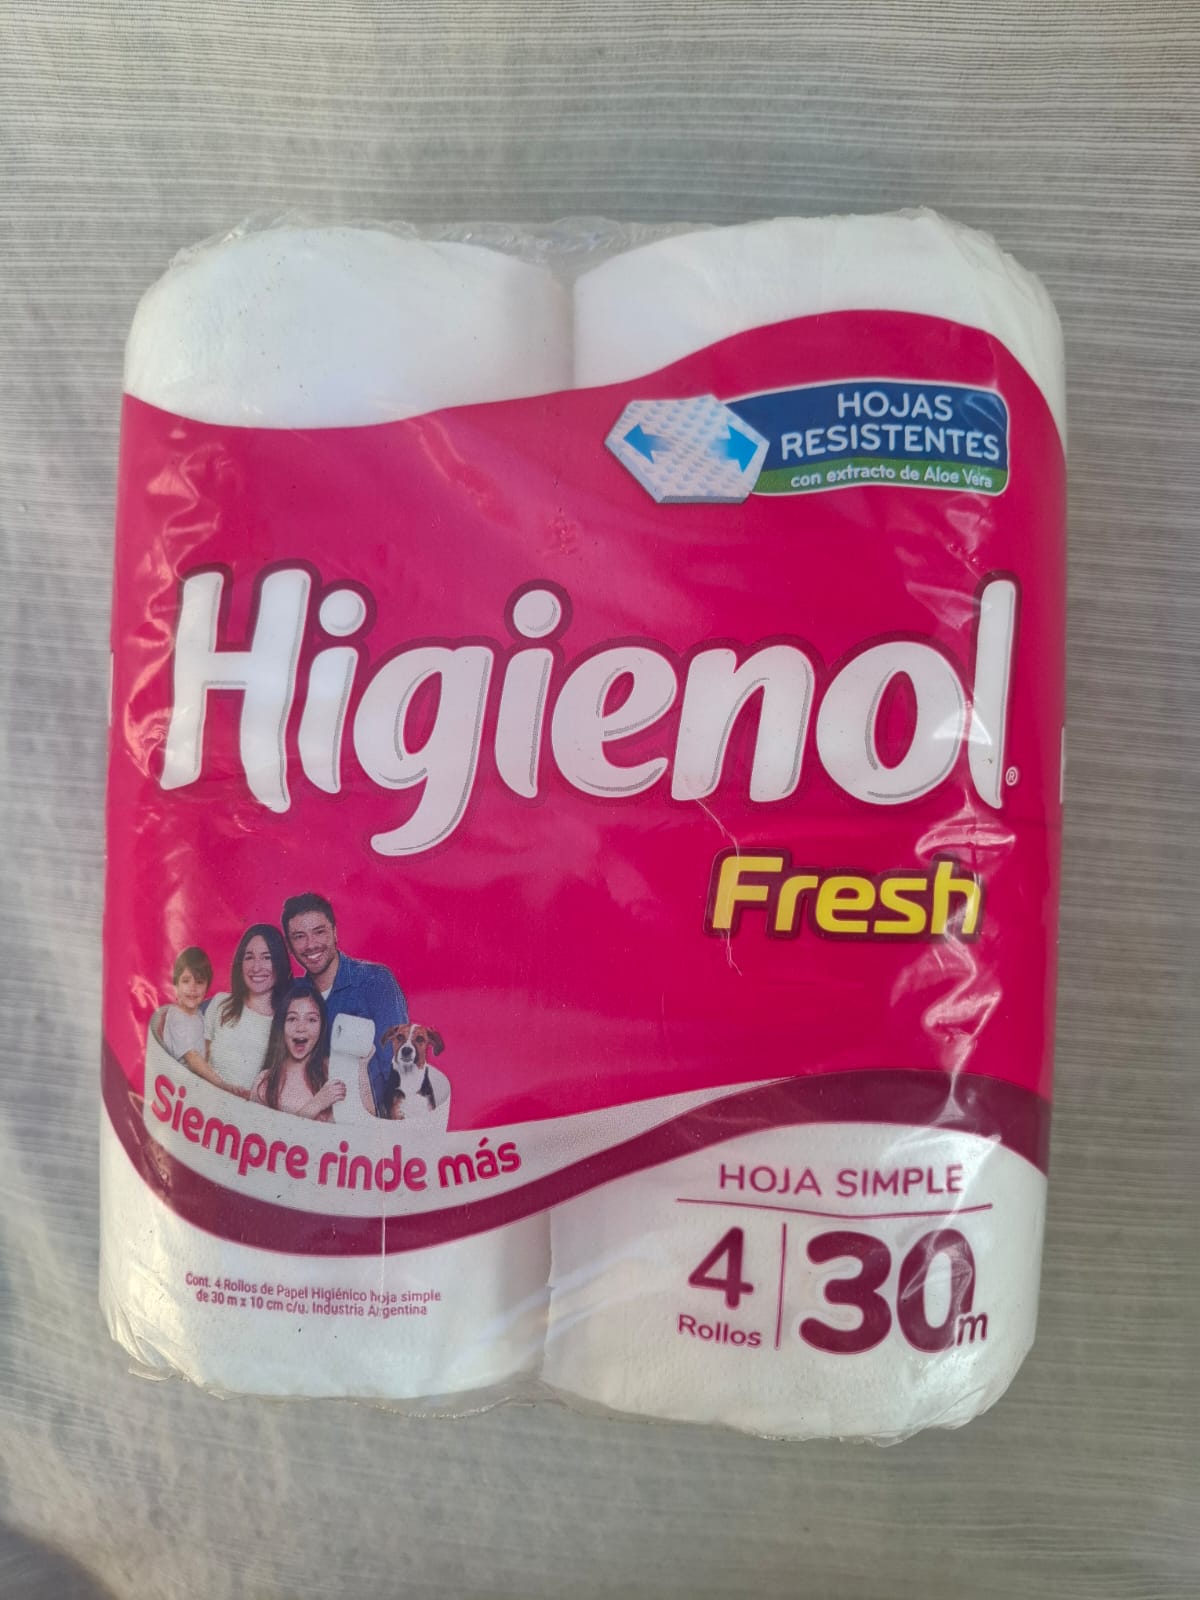 HOJAS
RESISTENTES
con extracto de Aloe Vera
Higienol®
Fresh
Siempre rinde más
HOJA SIMPLE
4
Rollos
30m
Cont. 4 Rollos de Papel Higiénico hoja simple
de 30 m x 10 cm c/u. Industria Argentina